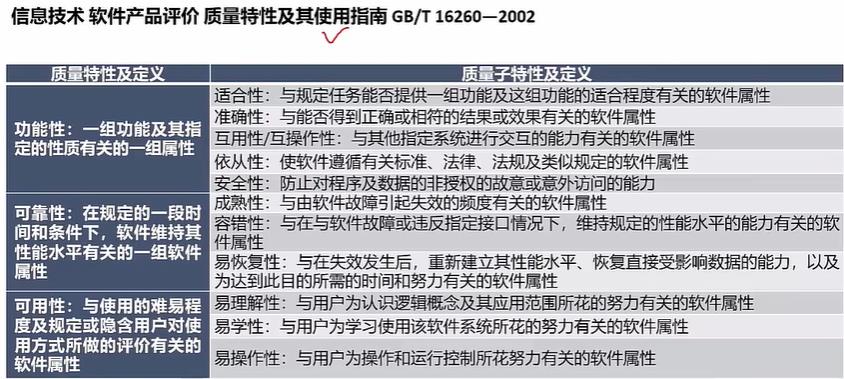 信息技术 软件产品评价 质量特性及其使用指南 GB/T 16260—2002
质量特性及定义
质量子特性及定义
功能性：一组功能及其指
定的性质有关的一组属性
适合性：与规定任务能否提供一组功能及这组功能的适合程度有关的软件属性
准确性：与能否得到正确或相符的结果或效果有关的软件属性
互用性/互操作性：与其他指定系统进行交互的能力有关的软件属性
依从性：使软件遵循有关标准、法律、法规及类似规定的软件属性
安全性：防止对程序及数据的非授权的故意或意外访问的能力
可靠性：在规定的一段时
间和条件下，软件维持其
性能水平有关的一组软件
属性
成熟性：与由软件故障引起失效的频度有关的软件属性
容错性：与在与软件故障或违反指定接口情况下，维持规定的性能水平的能力有关的软
件属性
易恢复性：与在失效发生后，重新建立其性能水平、恢复直接受影响数据的能力，以及
为达到此目的所需的时间和努力有关的软件属性
可用性：与使用的难易程
度及规定或隐含用户对使
用方式所做的评价有关的
软件属性
易理解性：与用户为认识逻辑概念及其应用范围所花的努力有关的软件属性
易学性：与用户为学习使用该软件系统所花的努力有关的软件属性
易操作性：与用户为操作和运行控制所花努力有关的软件属性